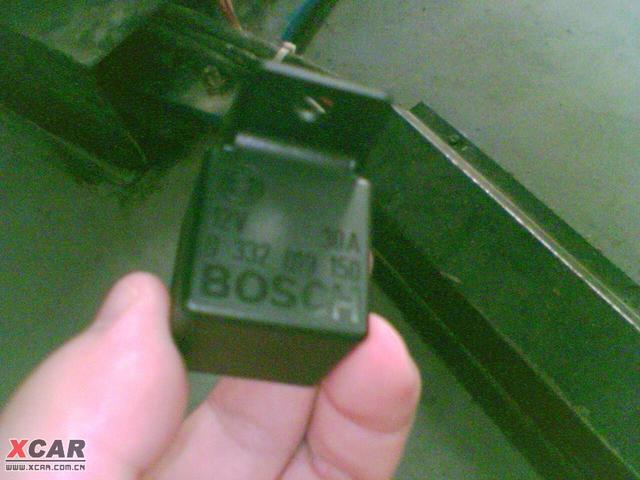 12V 30A
0 332 019 150
BOSCH
XCAR
WWW.XCAR.COM.CN